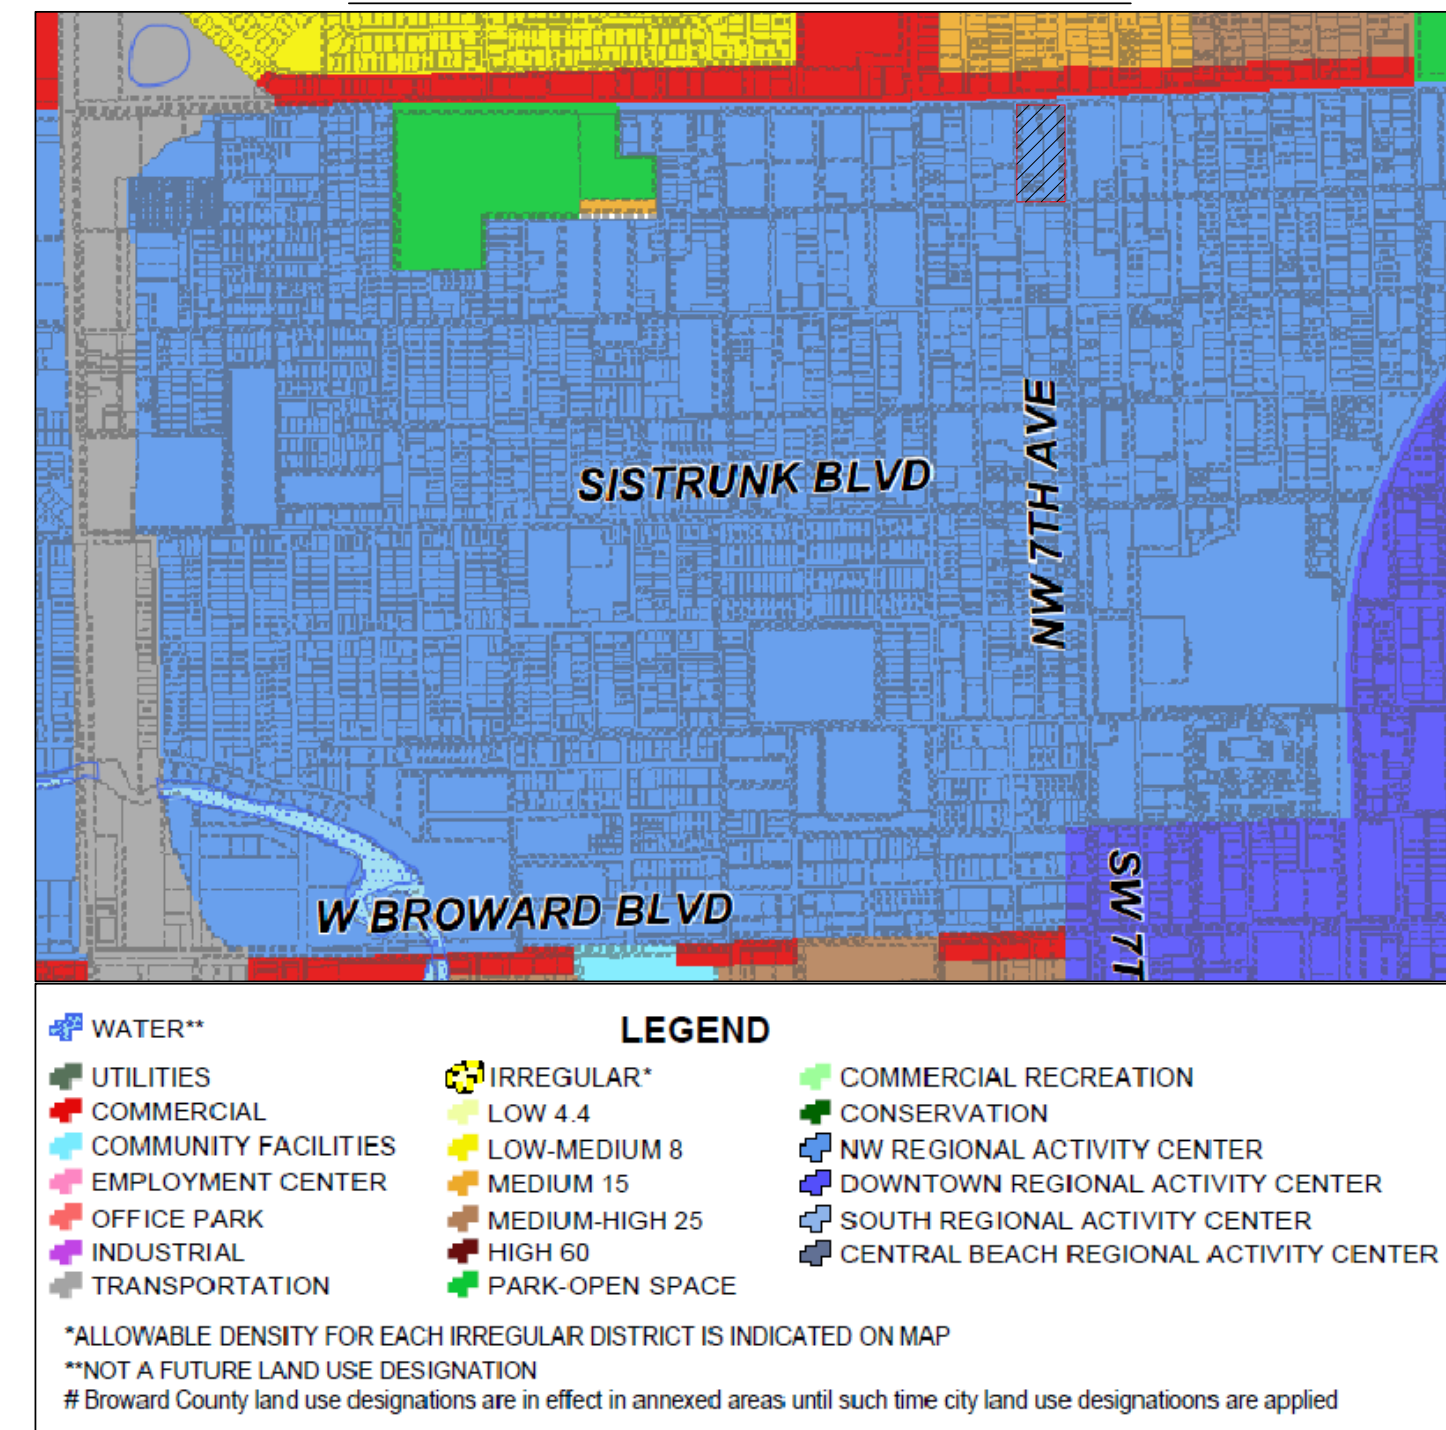 SISTRUNK BLVD
NW 7TH AVE
W BROWARD BLVD
SW 7T
LEGEND
WATER**
UTILITIES
COMMERCIAL
COMMUNITY FACILITIES
EMPLOYMENT CENTER
OFFICE PARK
INDUSTRIAL
TRANSPORTATION
IRREGULAR*
LOW 4.4
LOW-MEDIUM 8
MEDIUM 15
MEDIUM-HIGH 25
HIGH 60
PARK-OPEN SPACE
COMMERCIAL RECREATION
CONSERVATION
NW REGIONAL ACTIVITY CENTER
DOWNTOWN REGIONAL ACTIVITY CENTER
SOUTH REGIONAL ACTIVITY CENTER
CENTRAL BEACH REGIONAL ACTIVITY CENTER
*ALLOWABLE DENSITY FOR EACH IRREGULAR DISTRICT IS INDICATED ON MAP
**NOT A FUTURE LAND USE DESIGNATION
# Broward County land use designations are in effect in annexed areas until such time city land use designatioons are applied